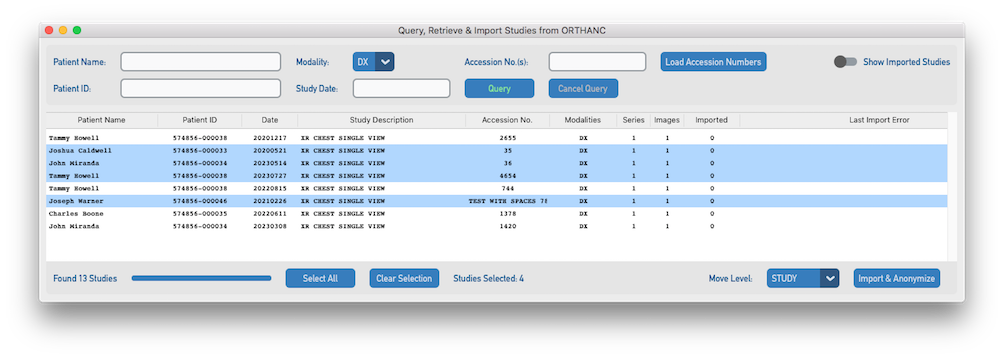 Query, Retrieve & Import Studies from ORTHANC
Patient Name: Modality: DX Accession No.(s): Load Accession Numbers Show Imported Studies
Patient ID: Study Date: Query Cancel Query
Patient Name Patient ID Date Study Description Accession No. Modalities Series Images Imported Last Import Error
Tammy Howell 574856-000038 20201217 XR CHEST SINGLE VIEW 2655 DX 1 1 0
Joshua Caldwell 574856-000033 20200521 XR CHEST SINGLE VIEW 35 DX 1 1 0
John Miranda 574856-000034 20230514 XR CHEST SINGLE VIEW 36 DX 1 1 0
Tammy Howell 574856-000038 20230727 XR CHEST SINGLE VIEW 4654 DX 1 1 0
Tammy Howell 574856-000038 20220815 XR CHEST SINGLE VIEW 744 DX 1 1 0
Joseph Warner 574856-000046 20210226 XR CHEST SINGLE VIEW TEST WITH SPACES 78 DX 1 1 0
Charles Boone 574856-000035 20220611 XR CHEST SINGLE VIEW 1378 DX 1 1 0
John Miranda 574856-000034 20230308 XR CHEST SINGLE VIEW 1420 DX 1 1 0
Found 13 Studies Select All Clear Selection Studies Selected: 4 Move Level: STUDY Import & Anonymize